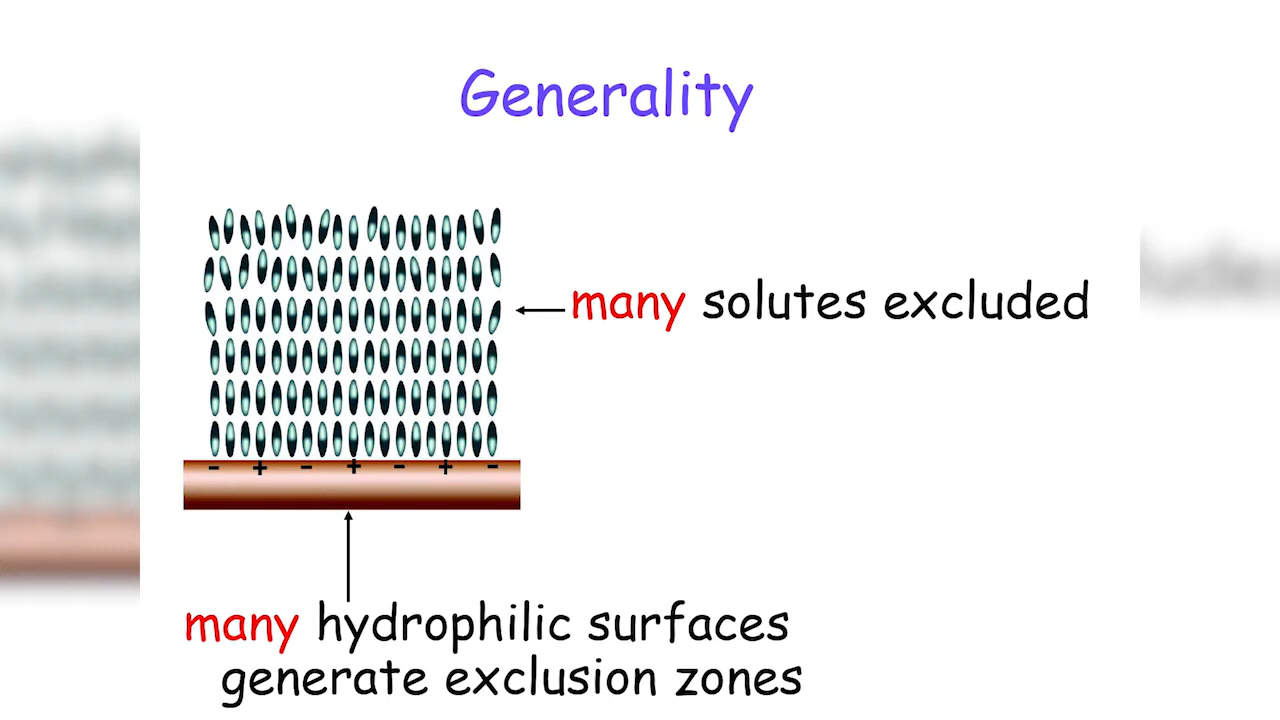 Generality
many solutes excluded
- + - + - + -
many hydrophilic surfaces
generate exclusion zones